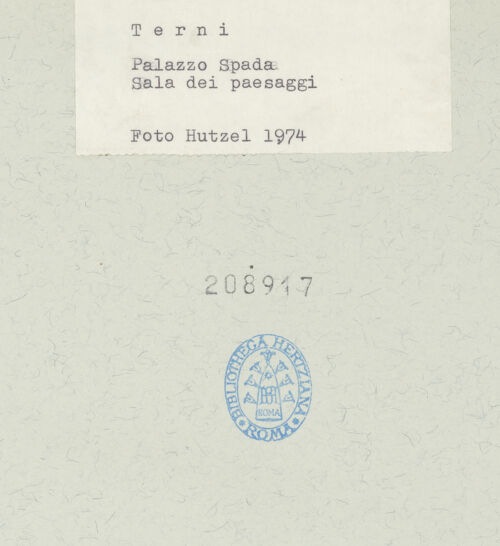 T e r n i
Palazzo Spada
Sala dei paesaggi
Foto Hutzel 1974
208917
BIBLIOTHECA HERTZIANA
ROMA
ROMA